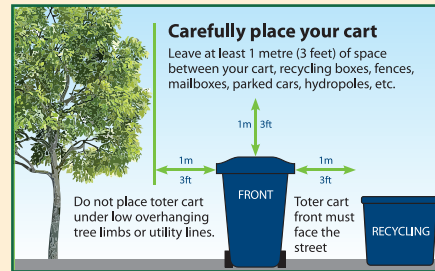 Carefully place your cart
Leave at least 1 metre (3 feet) of space
between your cart, recycling boxes, fences,
mailboxes, parked cars, hydropoles, etc.
1m 3ft
1m
3ft
1m
3ft
Do not place toter cart
under low overhanging
tree limbs or utility lines.
FRONT
Toter cart
front must
face the
street
RECYCLING